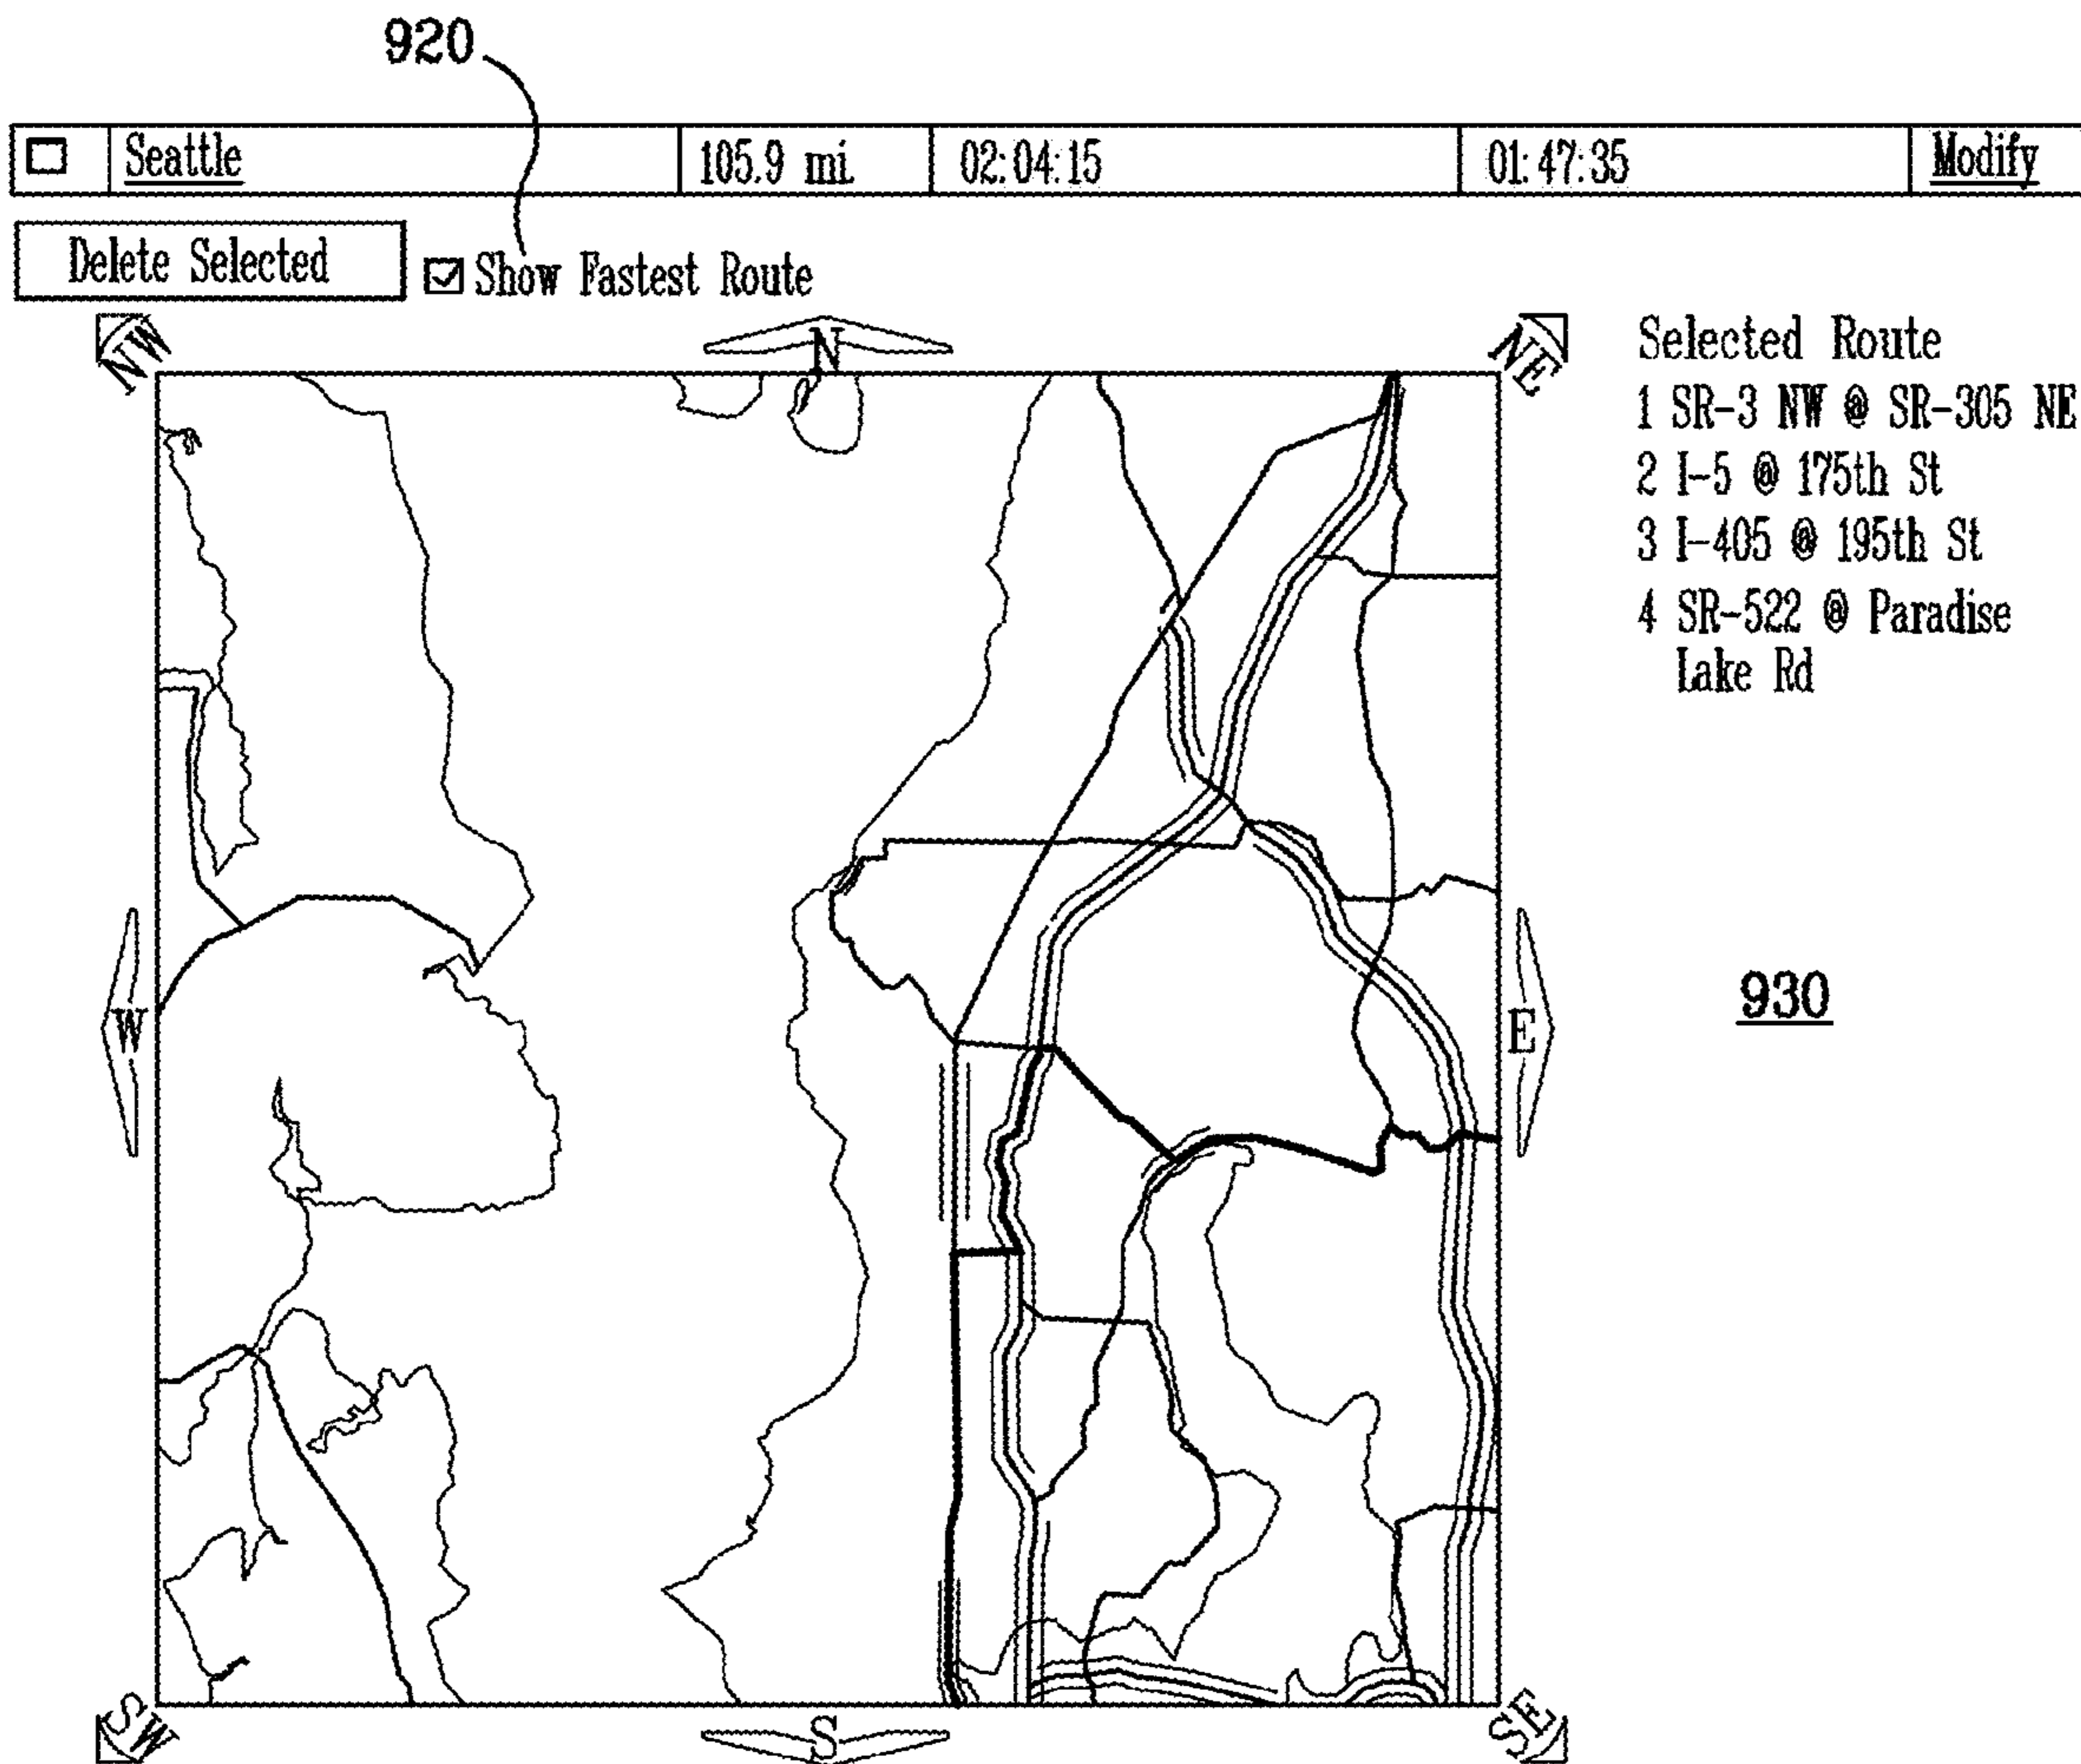 920
Seattle 105.9 mi. 02:04:15 01:47:35 Modify
Delete Selected
Show Fastest Route
NW
N
NE
Selected Route
1 SR-3 NW @ SR-305 NE
2 I-5 @ 175th St
3 I-405 @ 195th St
4 SR-522 @ Paradise
Lake Rd
W
E
930
SW
S
SE